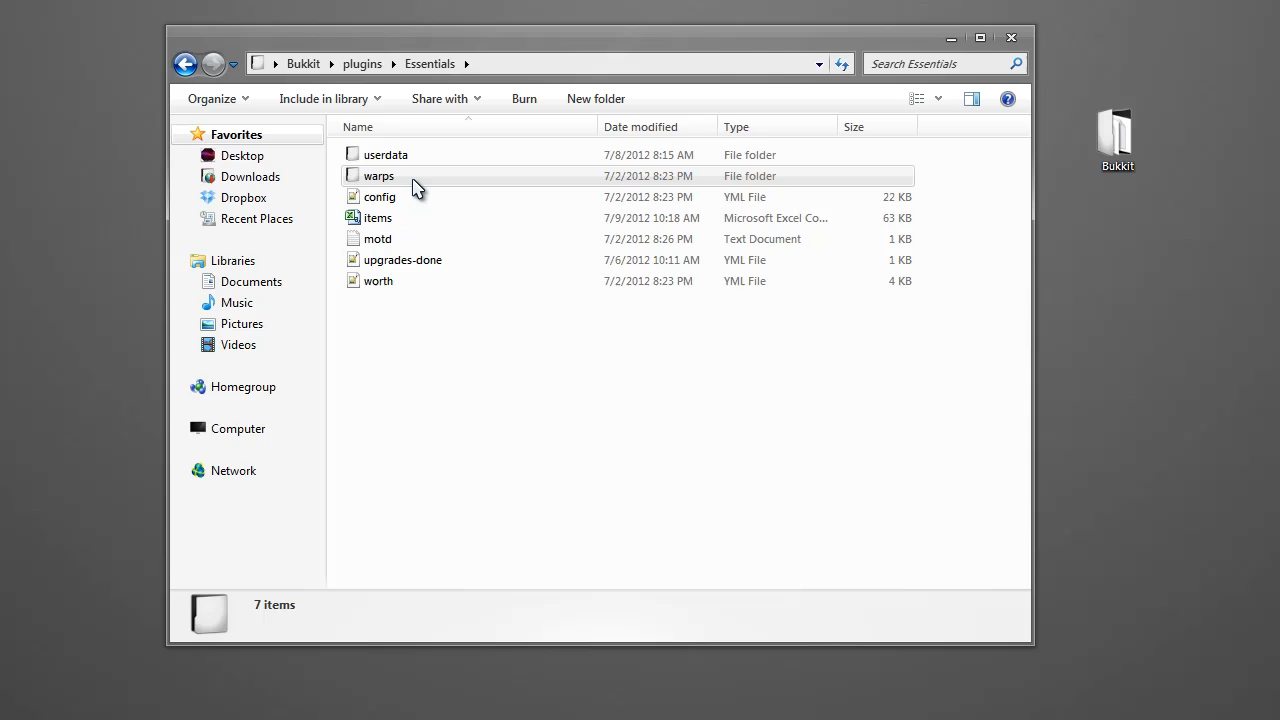 Bukkit plugins Essentials
Search Essentials
Organize Include in library Share with Burn New folder
Name Date modified Type Size
Favorites
Desktop
Downloads
Dropbox
Recent Places
Libraries
Documents
Music
Pictures
Videos
Homegroup
Computer
Network
userdata 7/8/2012 8:15 AM File folder
warps 7/2/2012 8:23 PM File folder
config 7/2/2012 8:23 PM YML File 22 KB
items 7/9/2012 10:18 AM Microsoft Excel Co... 63 KB
motd 7/2/2012 8:26 PM Text Document 1 KB
upgrades-done 7/6/2012 10:11 AM YML File 1 KB
worth 7/2/2012 8:23 PM YML File 4 KB
7 items
Bukkit